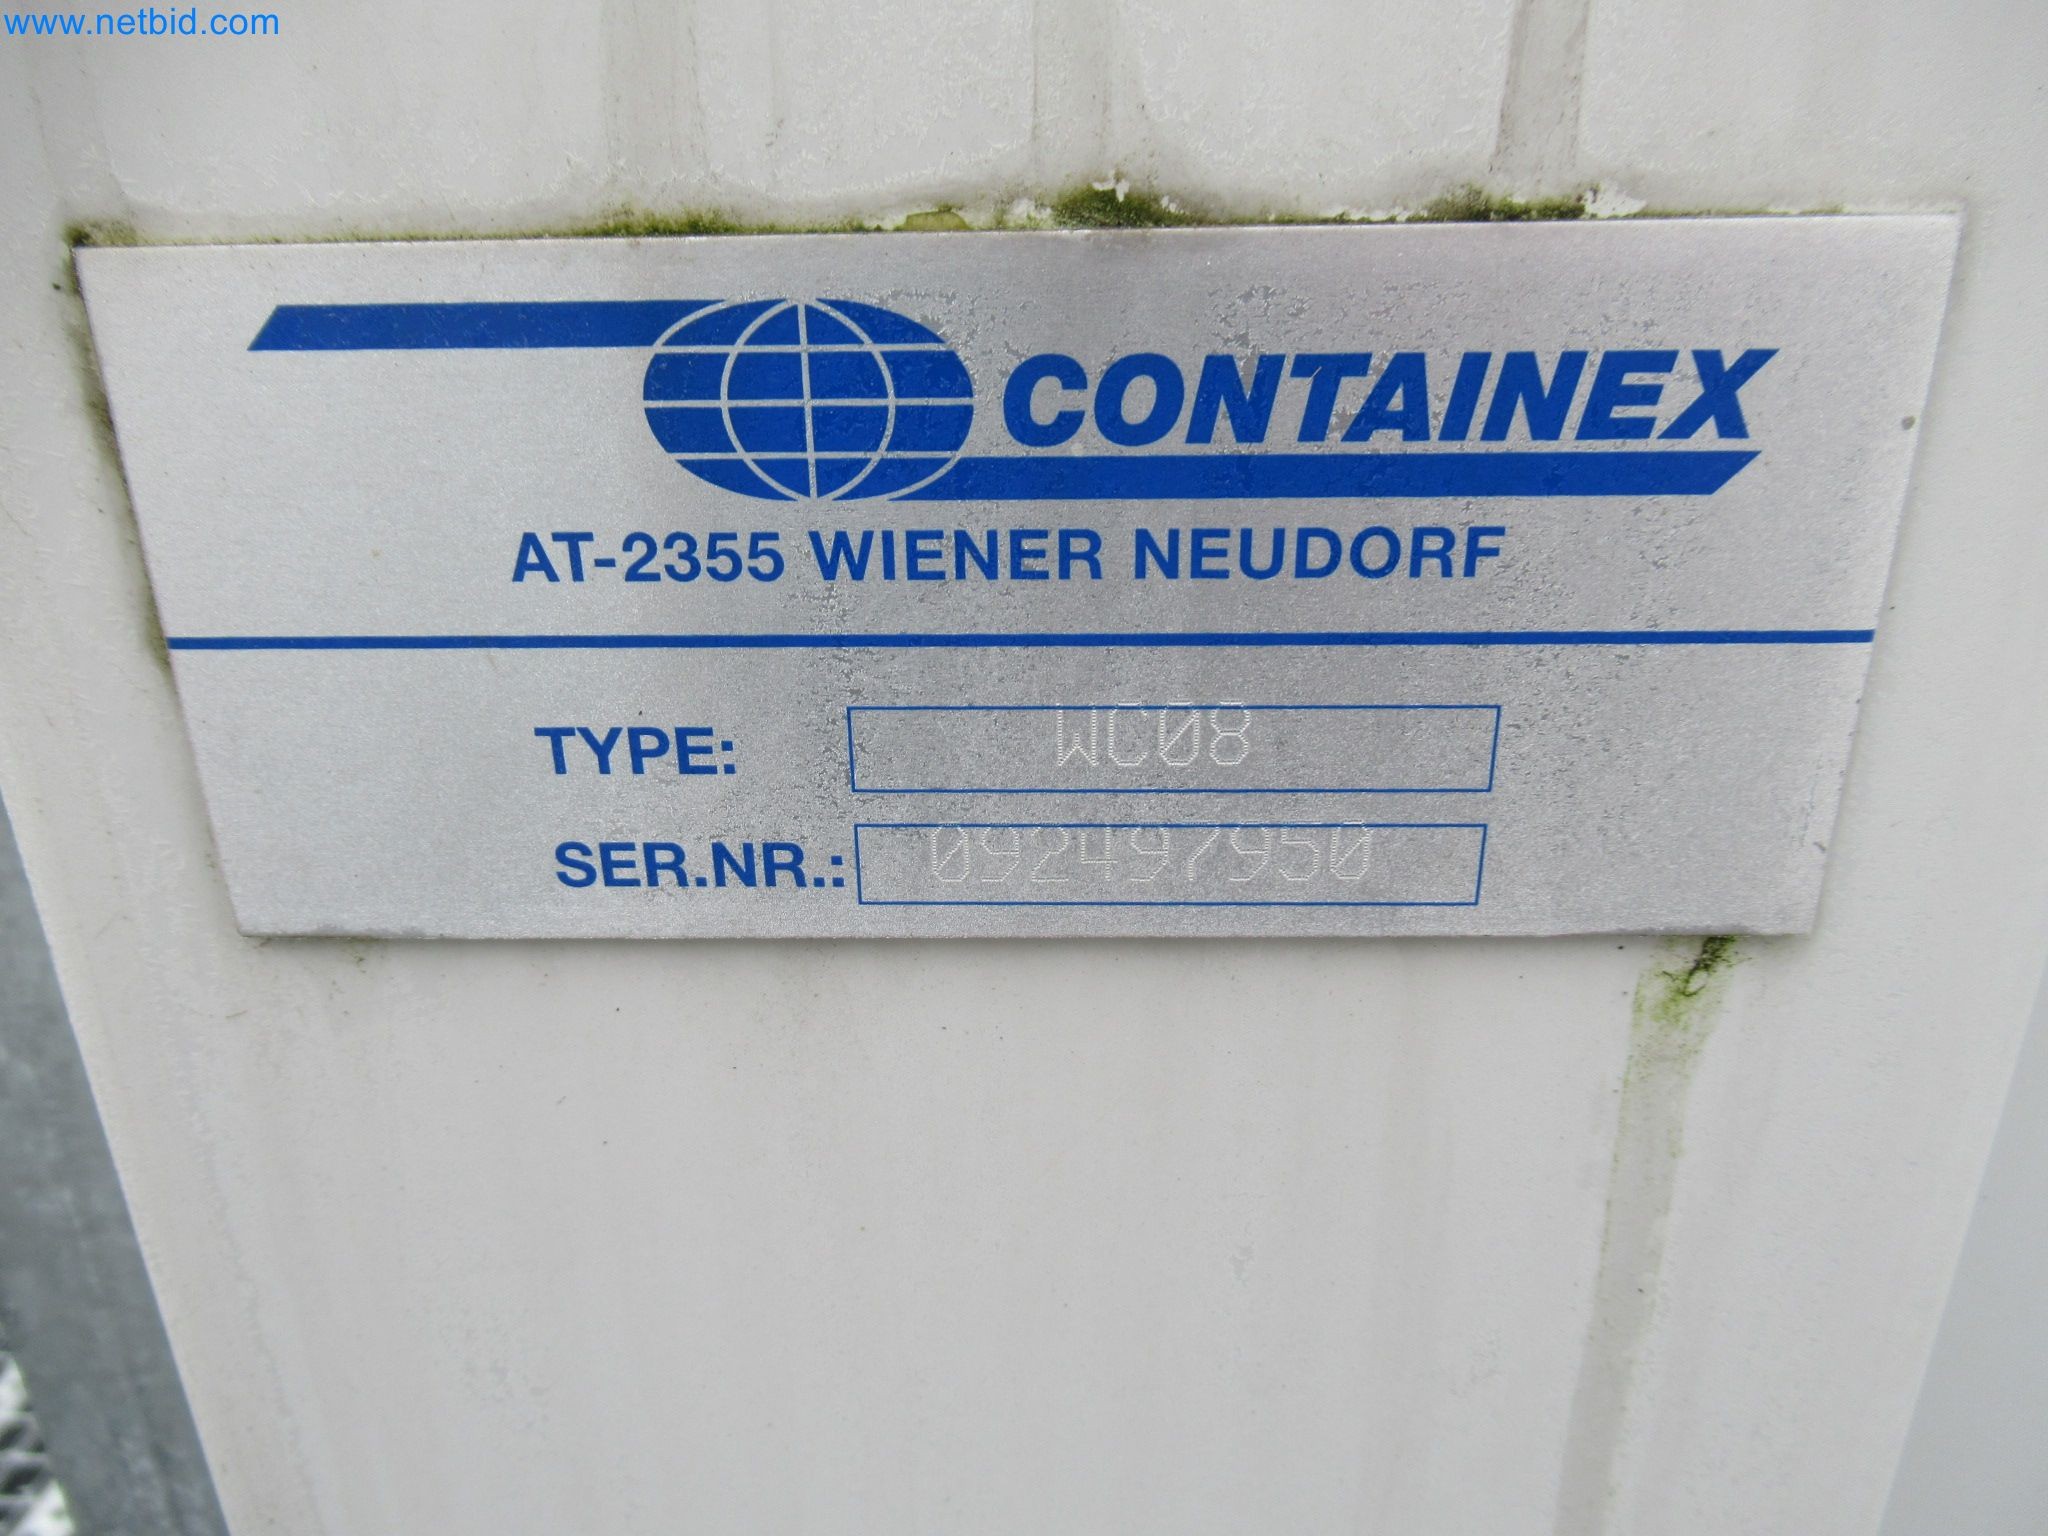 www.netbid.com
CONTAINEX
AT-2355 WIENER NEUDORF
TYPE: WC08
SER.NR.: 092497950